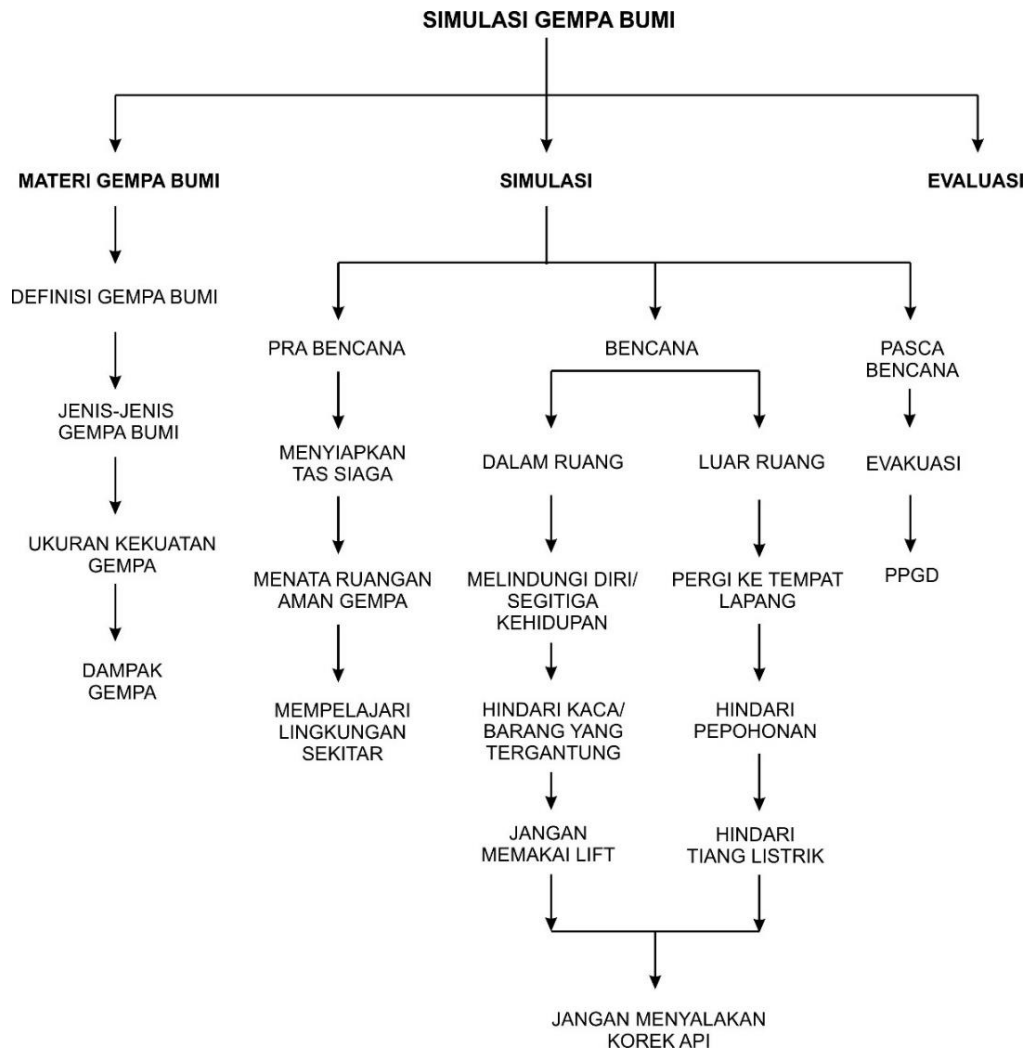 SIMULASI GEMPA BUMI
MATERI GEMPA BUMI
SIMULASI
EVALUASI
DEFINISI GEMPA BUMI
JENIS-JENIS
GEMPA BUMI
UKURAN KEKUATAN
GEMPA
DAMPAK
GEMPA
PRA BENCANA
MENYIAPKAN
TAS SIAGA
MENATA RUANGAN
AMAN GEMPA
MEMPELAJARI
LINGKUNGAN
SEKITAR
BENCANA
DALAM RUANG
MELINDUNGI DIRI/
SEGITIGA
KEHIDUPAN
HINDARI KACA/
BARANG YANG
TERGANTUNG
JANGAN
MEMAKAI LIFT
LUAR RUANG
PERGI KE TEMPAT
LAPANG
HINDARI
PEPOHONAN
HINDARI
TIANG LISTRIK
JANGAN MENYALAKAN
KOREK API
PASCA
BENCANA
EVAKUASI
PPGD